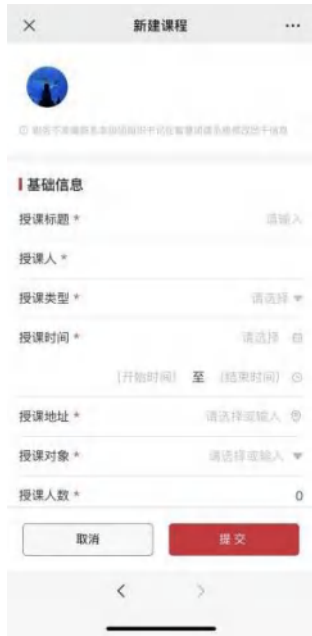 新建课程
基础信息
授课标题 * 请输入
授课人 *
授课类型 * 请选择
授课时间 * 请选择
(开始时间) 至 (结束时间)
授课地址 * 请选择或输入
授课对象 * 请选择或输入
授课人数 * 0
取消 提交